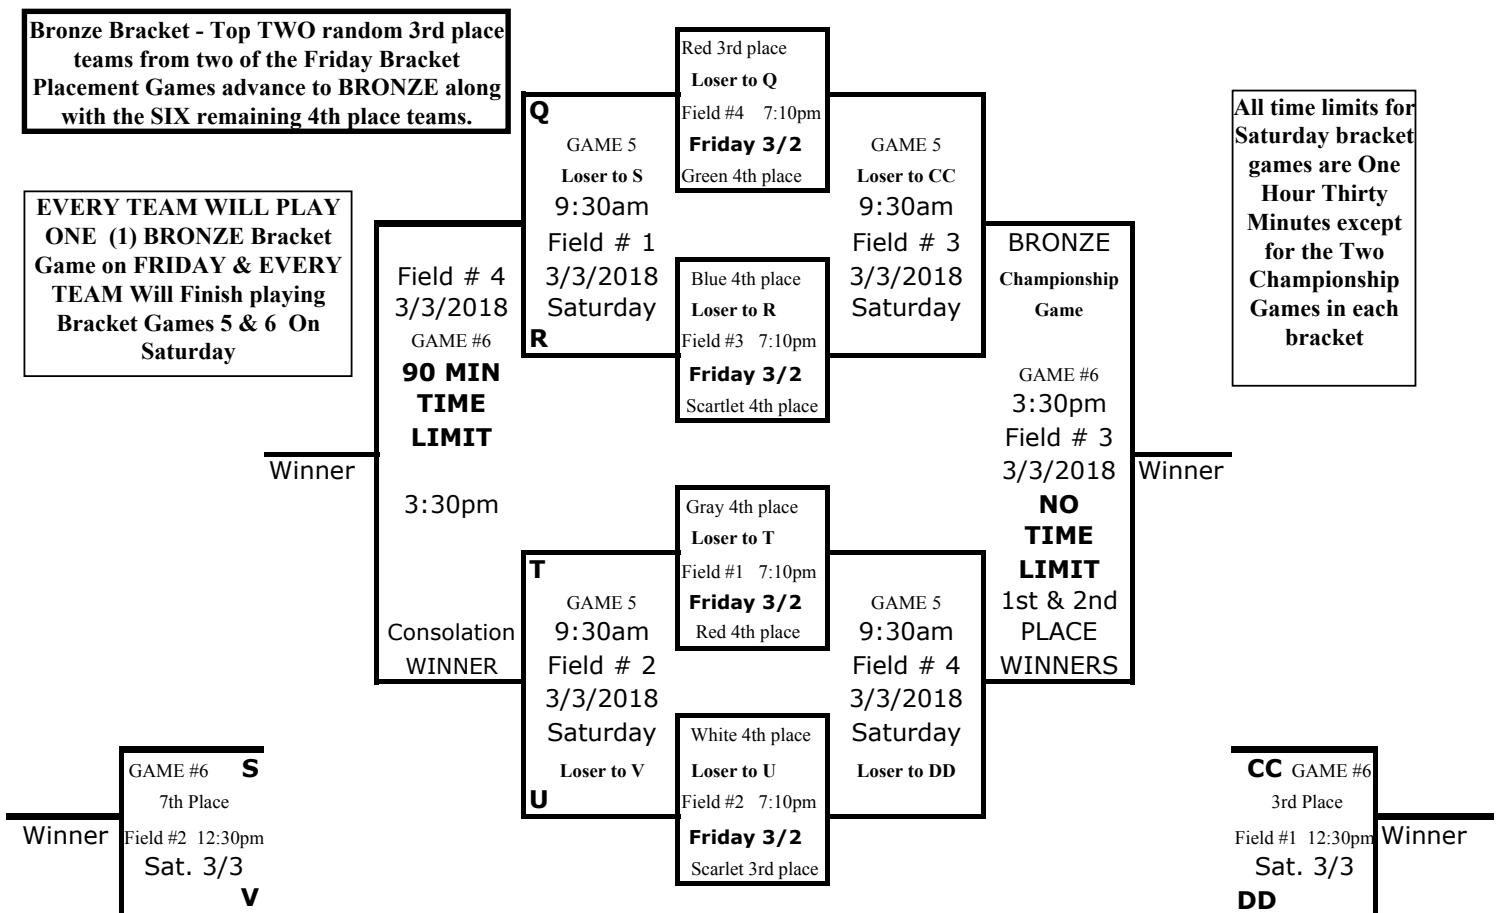 Bronze Bracket - Top TWO random 3rd place
teams from two of the Friday Bracket
Placement Games advance to BRONZE along
with the SIX remaining 4th place teams.
EVERY TEAM WILL PLAY
ONE (1) BRONZE Bracket
Game on FRIDAY & EVERY
TEAM Will Finish playing
Bracket Games 5 & 6 On
Saturday
All time limits for
Saturday bracket
games are One
Hour Thirty
Minutes except
for the Two
Championship
Games in each
bracket
Red 3rd place
Loser to Q
Field #4 7:10pm
Friday 3/2
Green 4th place
Blue 4th place
Loser to R
Field #3 7:10pm
Friday 3/2
Scartlet 4th place
Gray 4th place
Loser to T
Field #1 7:10pm
Friday 3/2
Red 4th place
White 4th place
Loser to U
Field #2 7:10pm
Friday 3/2
Scarlet 3rd place
Q
GAME 5
Loser to S
9:30am
Field # 1
3/3/2018
Saturday
R
T
GAME 5
9:30am
Field # 2
3/3/2018
Saturday
Loser to V
U
GAME 5
Loser to CC
9:30am
Field # 3
3/3/2018
Saturday
GAME 5
9:30am
Field # 4
3/3/2018
Saturday
Loser to DD
Field # 4
3/3/2018
GAME #6
90 MIN
TIME
LIMIT
3:30pm
Consolation
WINNER
Winner
BRONZE
Championship
Game
GAME #6
3:30pm
Field # 3
3/3/2018
NO
TIME
LIMIT
1st & 2nd
PLACE
WINNERS
Winner
GAME #6 S
7th Place
Field #2 12:30pm
Sat. 3/3
V
Winner
CC GAME #6
3rd Place
Field #1 12:30pm
Sat. 3/3
DD
Winner